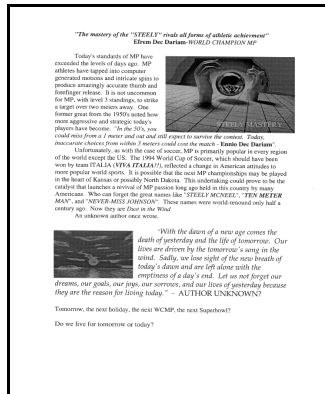 "The mastery of the "STEELY" rivals all forms of athletic achievment"
Efrem Dec Dariam-WORLD CHAMPION MP
Today's standards of MP have
exceeded the levels of days ago. MP
athletes have tapped into computer
generated motions and intricate spins to
produce amazingly accurate thumb and
forefinger release. It is not uncommon
for MP, with level 3 standings, to strike
a target over two meters away. One
former great from the 1950's noted how
more aggressive and strategic today's
players have become. "In the 50's, you
STEELY MASTERY
could miss from a 1 meter and out and still expect to survive the contest. Today,
inaccurate choices from within 3 meters could cost the match - Ennio Dec Dariam".
Unfortunately, as with the case of soccer, MP is primarily popular in every region
of the world except the US. The 1994 World Cup of Soccer, which should have been
won by team ITALIA (VIVA ITALIA!!), reflected a change in American attitudes to
more popular world sports. It is possible that the next MP championships may be played
in the heart of Kansas or possibly North Dakota. This undertaking could prove to be the
catalyst that launches a revival of MP passion long ago held in this country by many
Americans. Who can forget the great names like "STEELY MCNEEL", "TEN METER
MAN", and "NEVER-MISS JOHNSON". These names were world-renound only half a
century ago. Now they are Dust in the Wind.
An unknown author once wrote,
"With the dawn of a new age comes the
death of yesterday and the life of tomorrow. Our
lives are driven by the tomorrow's sung in the
wind. Sadly, we lose sight of the new breath of
today's dawn and are left alone with the
emptiness of a day's end. Let us not forget our
dreams, our goals, our joys, our sorrows, and our lives of yesterday because
they are the reason for living today." - AUTHOR UNKNOWN?
Tomorrow, the next holiday, the next WCMP, the next Superbowl?
Do we live for tomorrow or today?